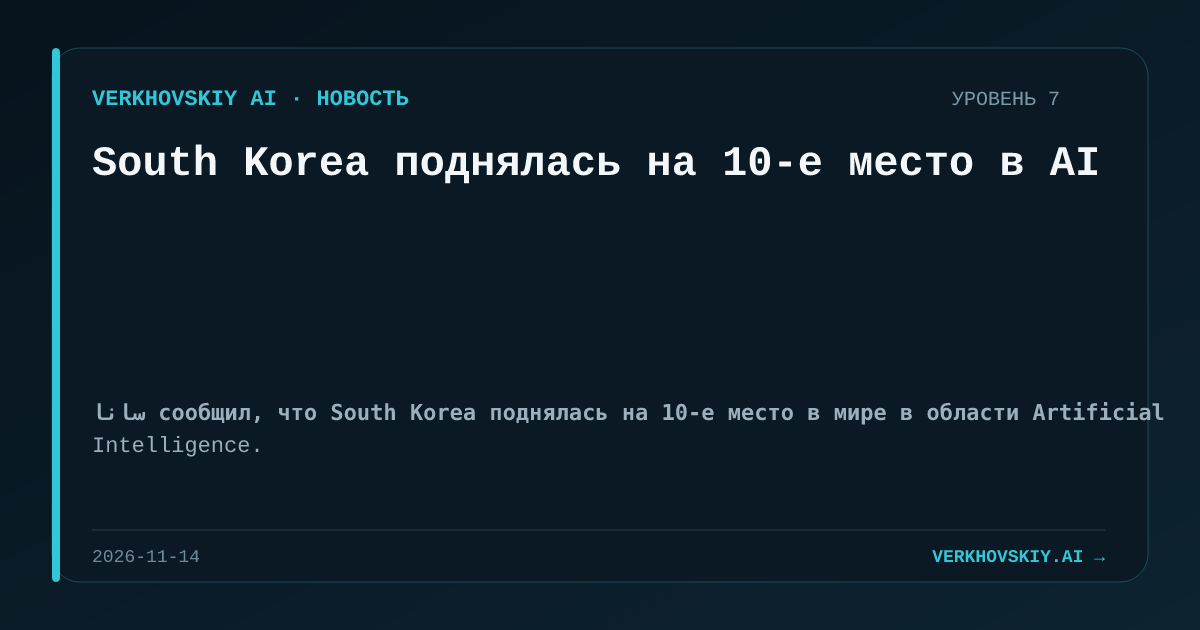 VERKHOVSKIY AI · НОВОСТЬ
УРОВЕНЬ 7
South Korea поднялась на 10-е место в AI
سانا сообщил, что South Korea поднялась на 10-е место в мире в области Artificial
Intelligence.
2026-11-14
VERKHOVSKIY.AI →